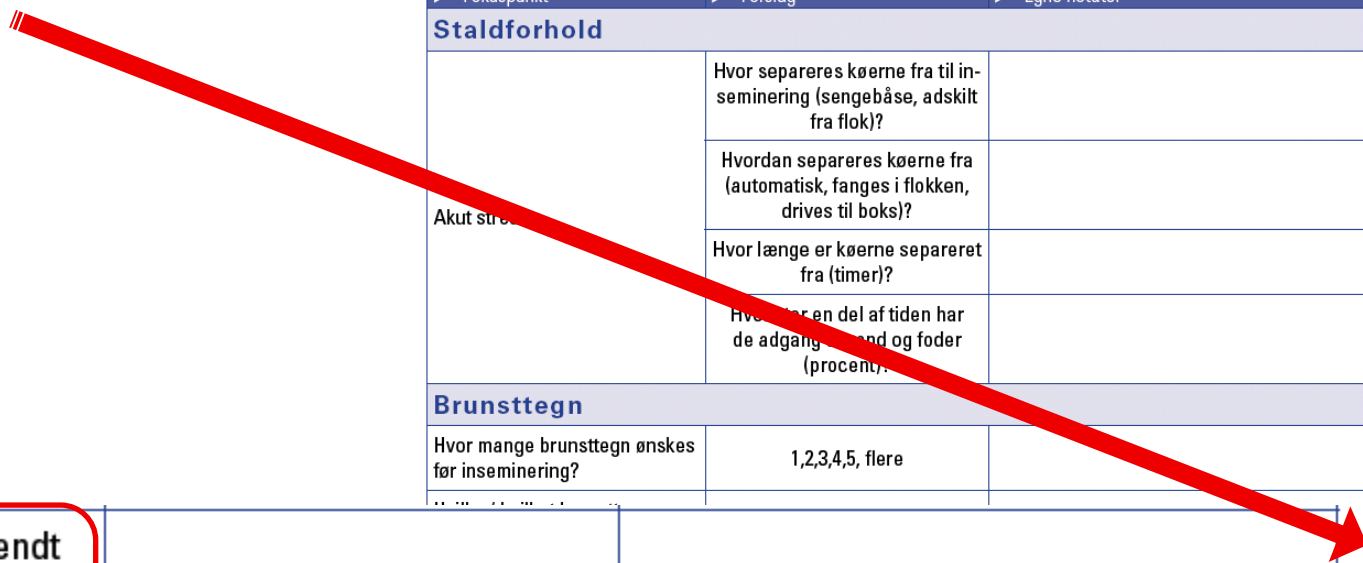 Staldforhold
Hvor separeres køerne fra til in-
seminering (sengebåse, adskilt
fra flok)?
Hvordan separeres køerne fra
(automatisk, fanges i flokken,
drives til boks)?
Akut
Hvor længe er køerne separeret
fra (timer)?
en del af tiden har
de adgang og foder
(procent)?
Brunsttegn
Hvor mange brunsttegn ønskes
før inseminering?
1,2,3,4,5, flere
endt